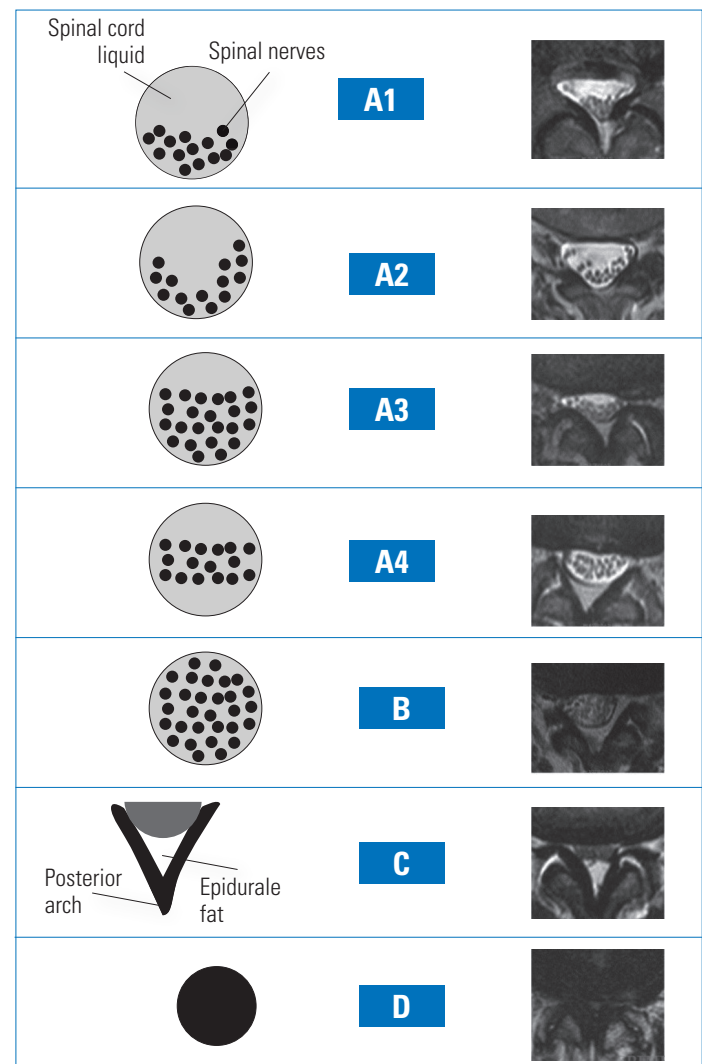 Spinal cord
liquid
Spinal nerves
A1
A2
A3
A4
B
C
Posterior
arch
Epidurale
fat
D